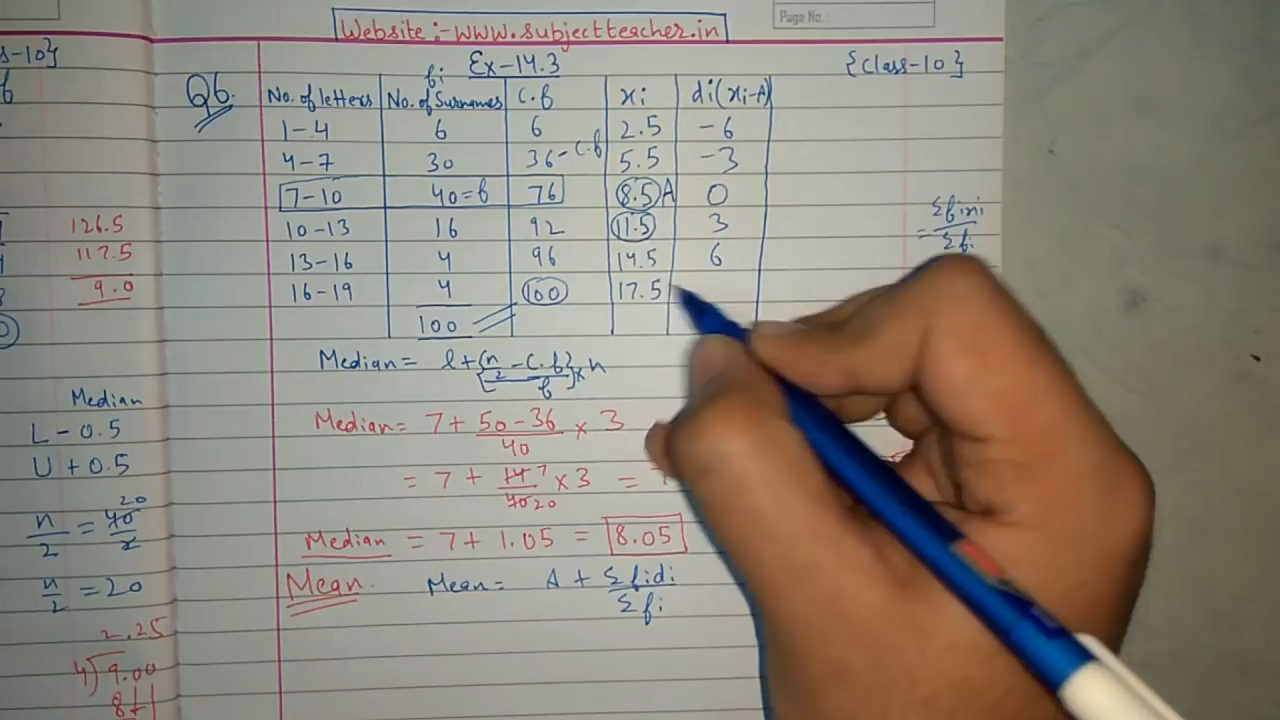 Website :- www.subjectteacher.in
Page No.:
s-10}
Ex-14.3
{Class-10}
Q6.
fi
No. of letters No. of Surnames C.f xi di(xi-A)
1-4 6 6 2.5 -6
4-7 30 36-C.f 5.5 -3
7-10 40=f 76 8.5 A 0
10-13 16 92 11.5 3
13-16 4 96 14.5 6
16-19 4 100 17.5
100
= Σfixi
Σfi
126.5
117.5
9.0
Median = l+{n/2 - C.f/f}×h
Median = 7 + 50-36/40 × 3
= 7 + 14 7/40 20 × 3 =
Median = 7 + 1.05 = 8.05
Mean. Mean = A + Σfidi/Σfi
Median
L - 0.5
U + 0.5
n/2 = 40 20/2
n/2 = 20
2.25
4)9.00
8